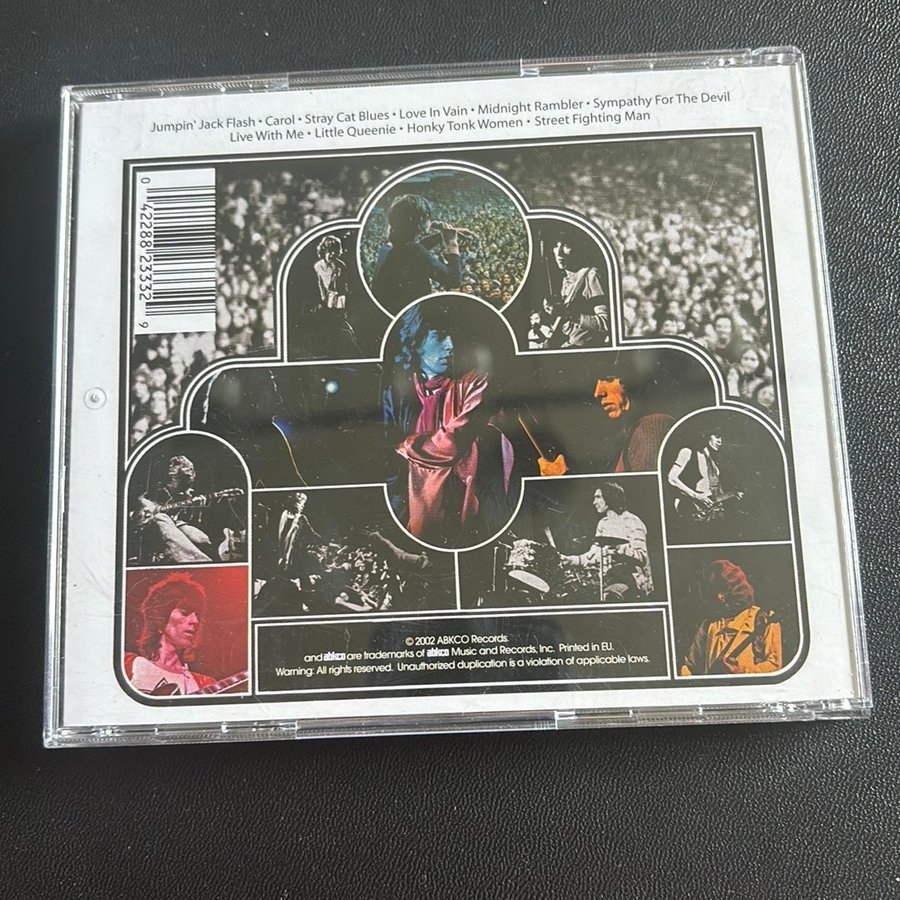 Jumpin' Jack Flash • Carol • Stray Cat Blues • Love In Vain • Midnight Rambler • Sympathy For The Devil
Live With Me • Little Queenie • Honky Tonk Women • Street Fighting Man
0 42288 23332 9
© 2002 ABKCO Records.
and abkco are trademarks of abkco Music and Records, Inc. Printed in EU.
Warning: All rights reserved. Unauthorized duplication is a violation of applicable laws.